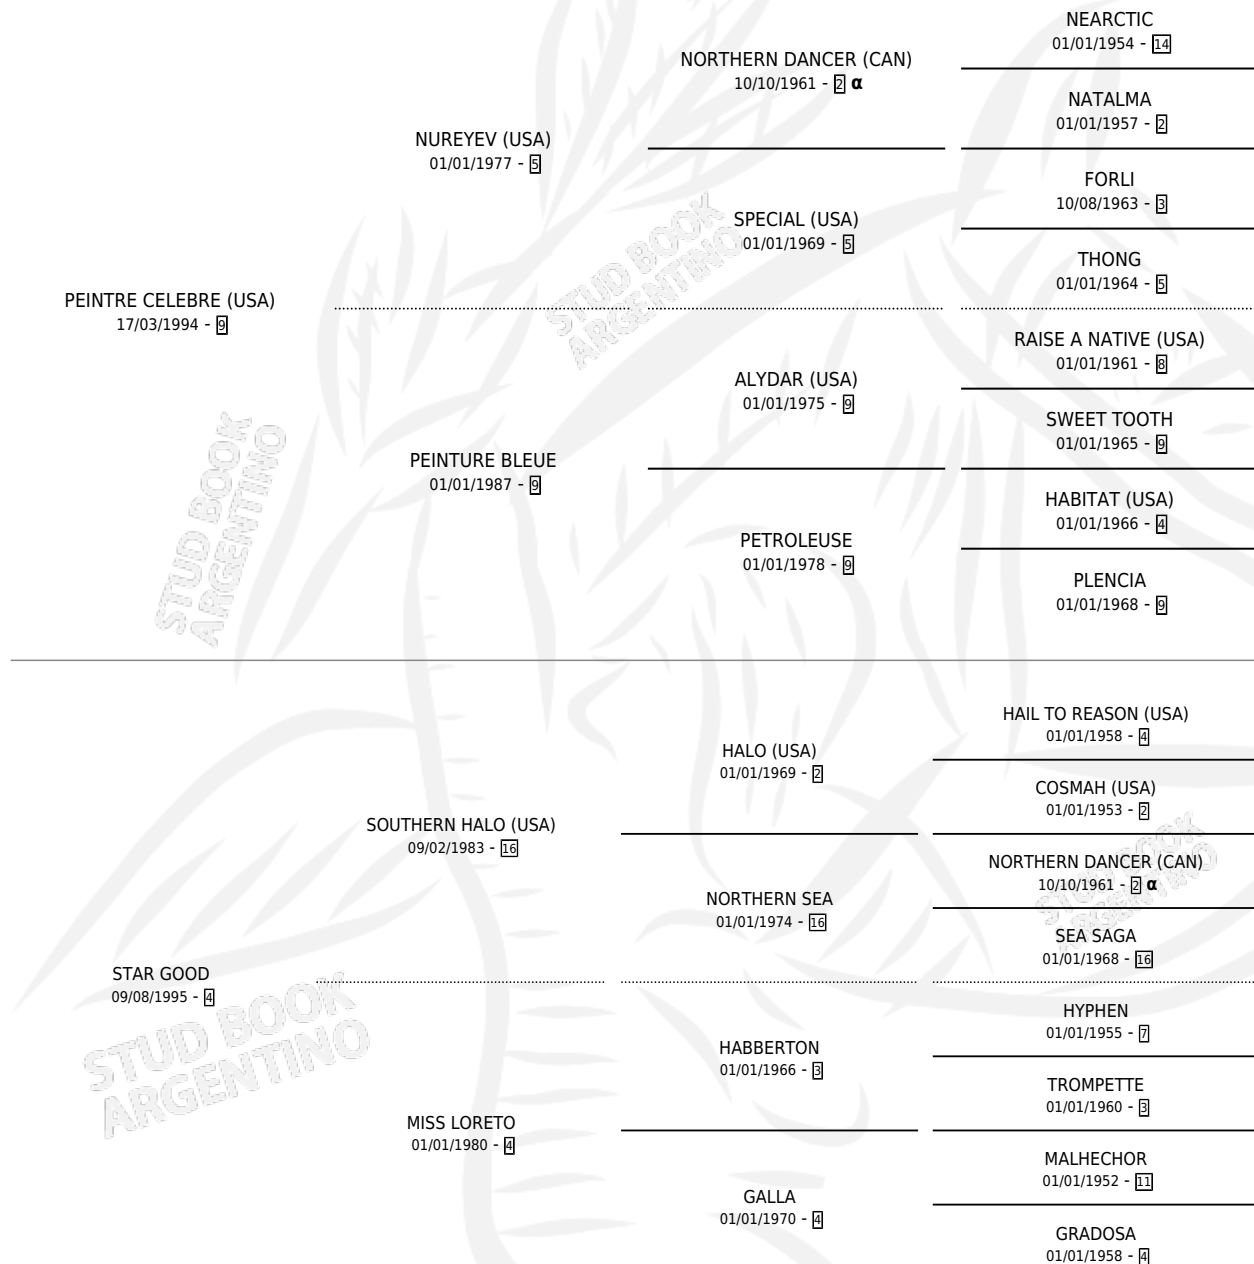 NEARCTIC
01/01/1954 - 14
NORTHERN DANCER (CAN)
10/10/1961 - 2 α
NATALMA
01/01/1957 - 2
NUREYEV (USA)
01/01/1977 - 5
FORLI
10/08/1963 - 3
SPECIAL (USA)
01/01/1969 - 5
THONG
01/01/1964 - 5
PEINTRE CELEBRE (USA)
17/03/1994 - 9
RAISE A NATIVE (USA)
01/01/1961 - 8
ALYDAR (USA)
01/01/1975 - 9
SWEET TOOTH
01/01/1965 - 9
PEINTURE BLEUE
01/01/1987 - 9
HABITAT (USA)
01/01/1966 - 4
PETROLEUSE
01/01/1978 - 9
PLENCIA
01/01/1968 - 9
HAIL TO REASON (USA)
01/01/1958 - 4
HALO (USA)
01/01/1969 - 2
COSMAH (USA)
01/01/1953 - 2
SOUTHERN HALO (USA)
09/02/1983 - 16
NORTHERN DANCER (CAN)
10/10/1961 - 2 α
NORTHERN SEA
01/01/1974 - 16
SEA SAGA
01/01/1968 - 16
STAR GOOD
09/08/1995 - 4
HYPHEN
01/01/1955 - 7
HABBERTON
01/01/1966 - 3
TROMPETTE
01/01/1960 - 3
MISS LORETO
01/01/1980 - 4
MALHECHOR
01/01/1952 - 11
GALLA
01/01/1970 - 4
GRADOSA
01/01/1958 - 4
STUD BOOK
ARGENTINO
STUD BOOK
ARGENTINO
STUD BOOK
ARGENTINO
STUD BOOK
ARGENTINO